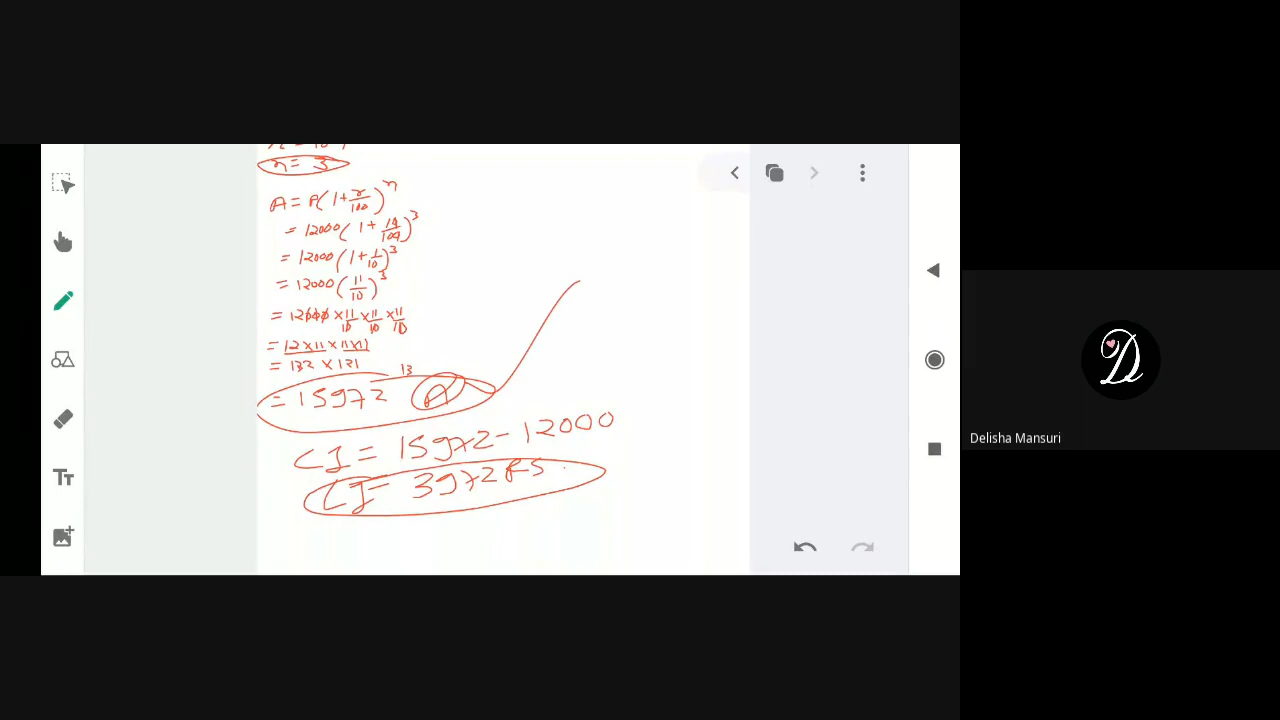 n = 3
A = P(1+r/100)^n
= 12000(1+10/100)^3
= 12000(1+1/10)^3
= 12000(11/10)^3
= 12000 × 11/10 × 11/10 × 11/10
= 12×11×11×11
= 132 × 121
13
= 15972 A
CI = 15972 - 12000
CI = 3972 RS.
Delisha Mansuri
D
Tт